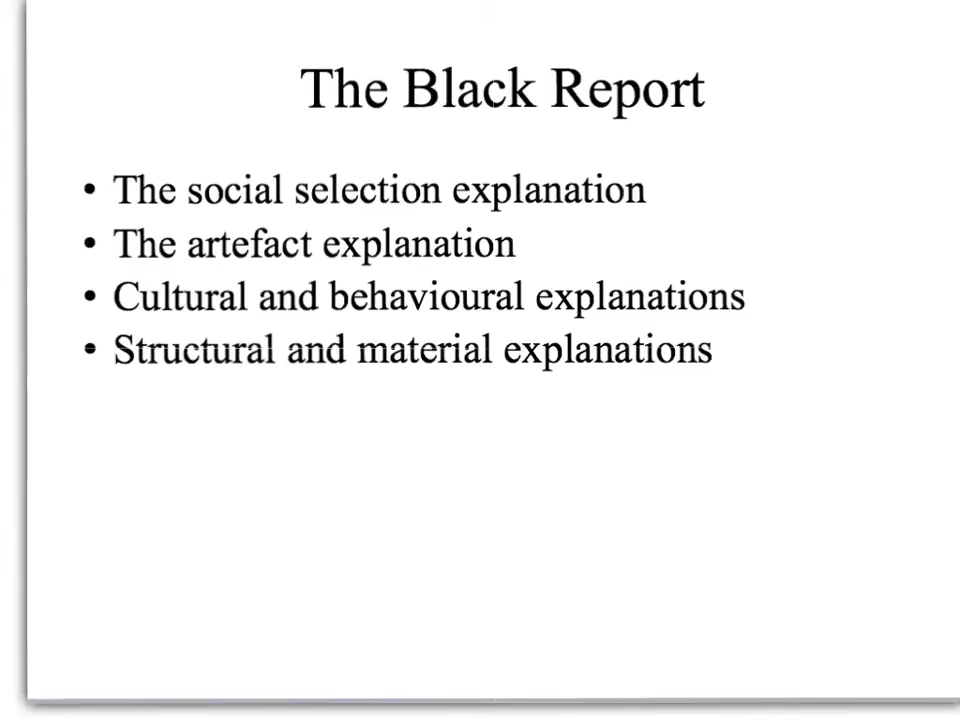 The Black Report
• The social selection explanation
• The artefact explanation
• Cultural and behavioural explanations
• Structural and material explanations